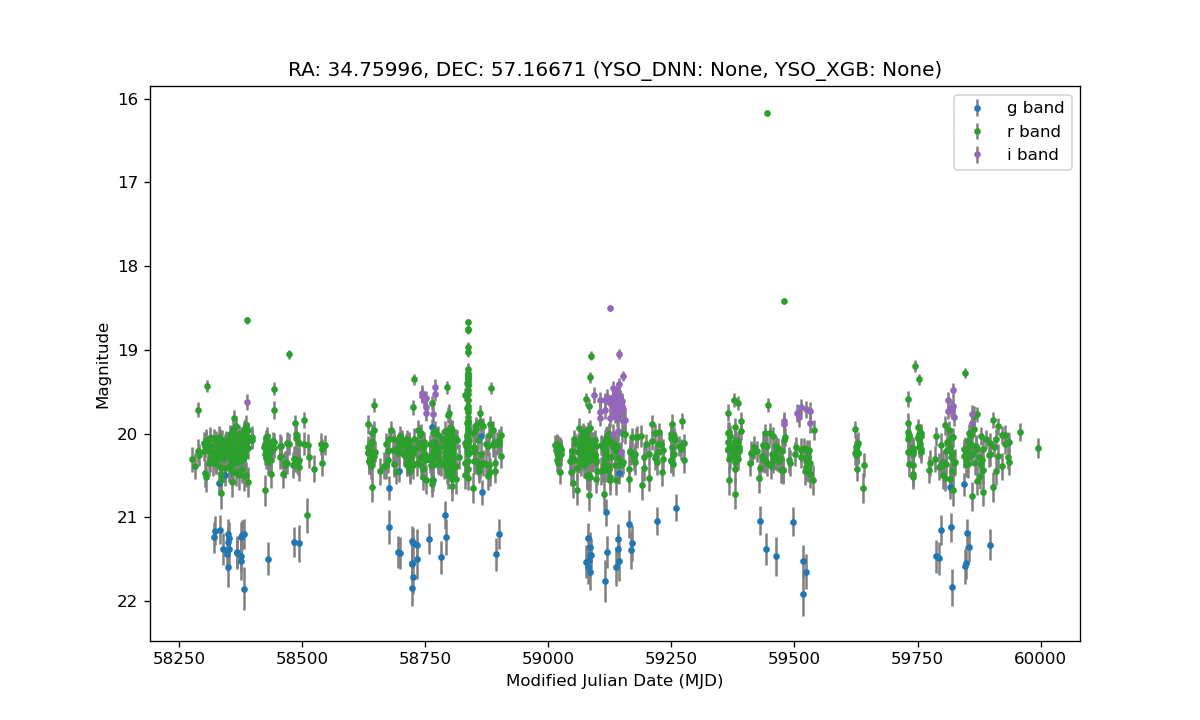 RA: 34.75996, DEC: 57.16671 (YSO_DNN: None, YSO_XGB: None)
g band
r band
i band
16
17
18
19
20
21
22
Magnitude
58250 58500 58750 59000 59250 59500 59750 60000
Modified Julian Date (MJD)